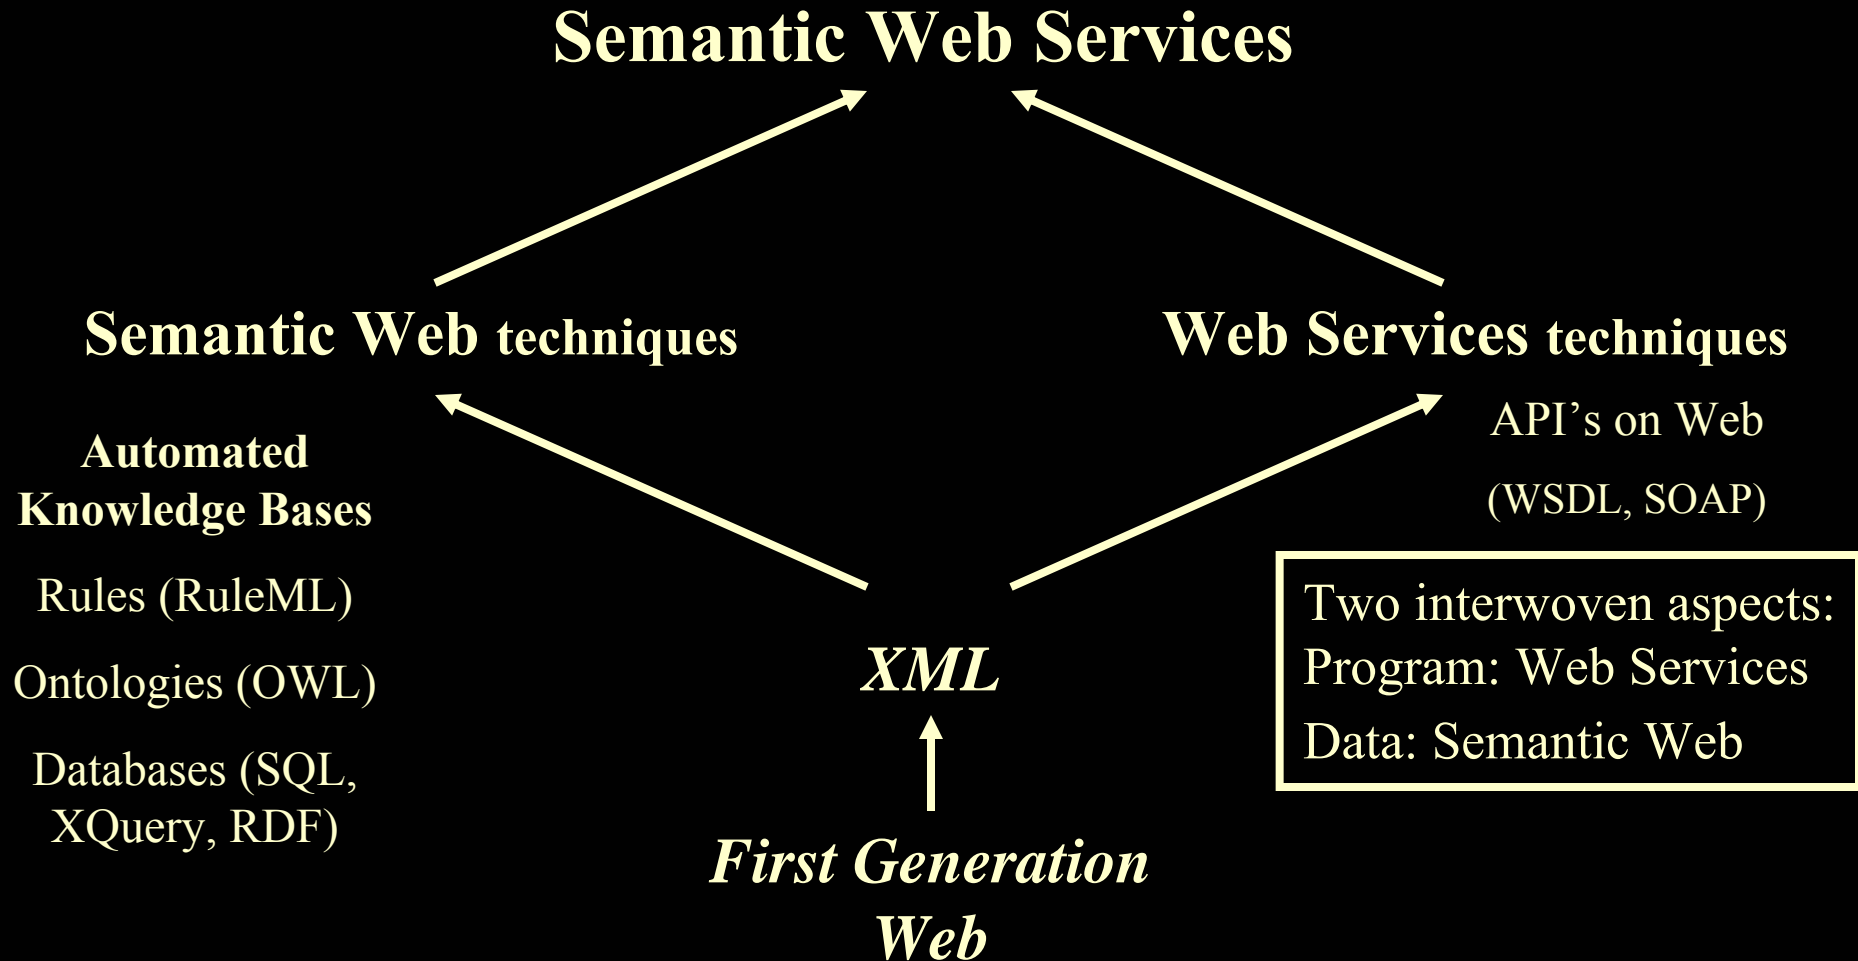 Semantic Web Services
Semantic Web techniques
Web Services techniques
Automated
Knowledge Bases
Rules (RuleML)
Ontologies (OWL)
Databases (SQL,
XQuery, RDF)
API’s on Web
(WSDL, SOAP)
Two interwoven aspects:
Program: Web Services
Data: Semantic Web
XML
First Generation
Web